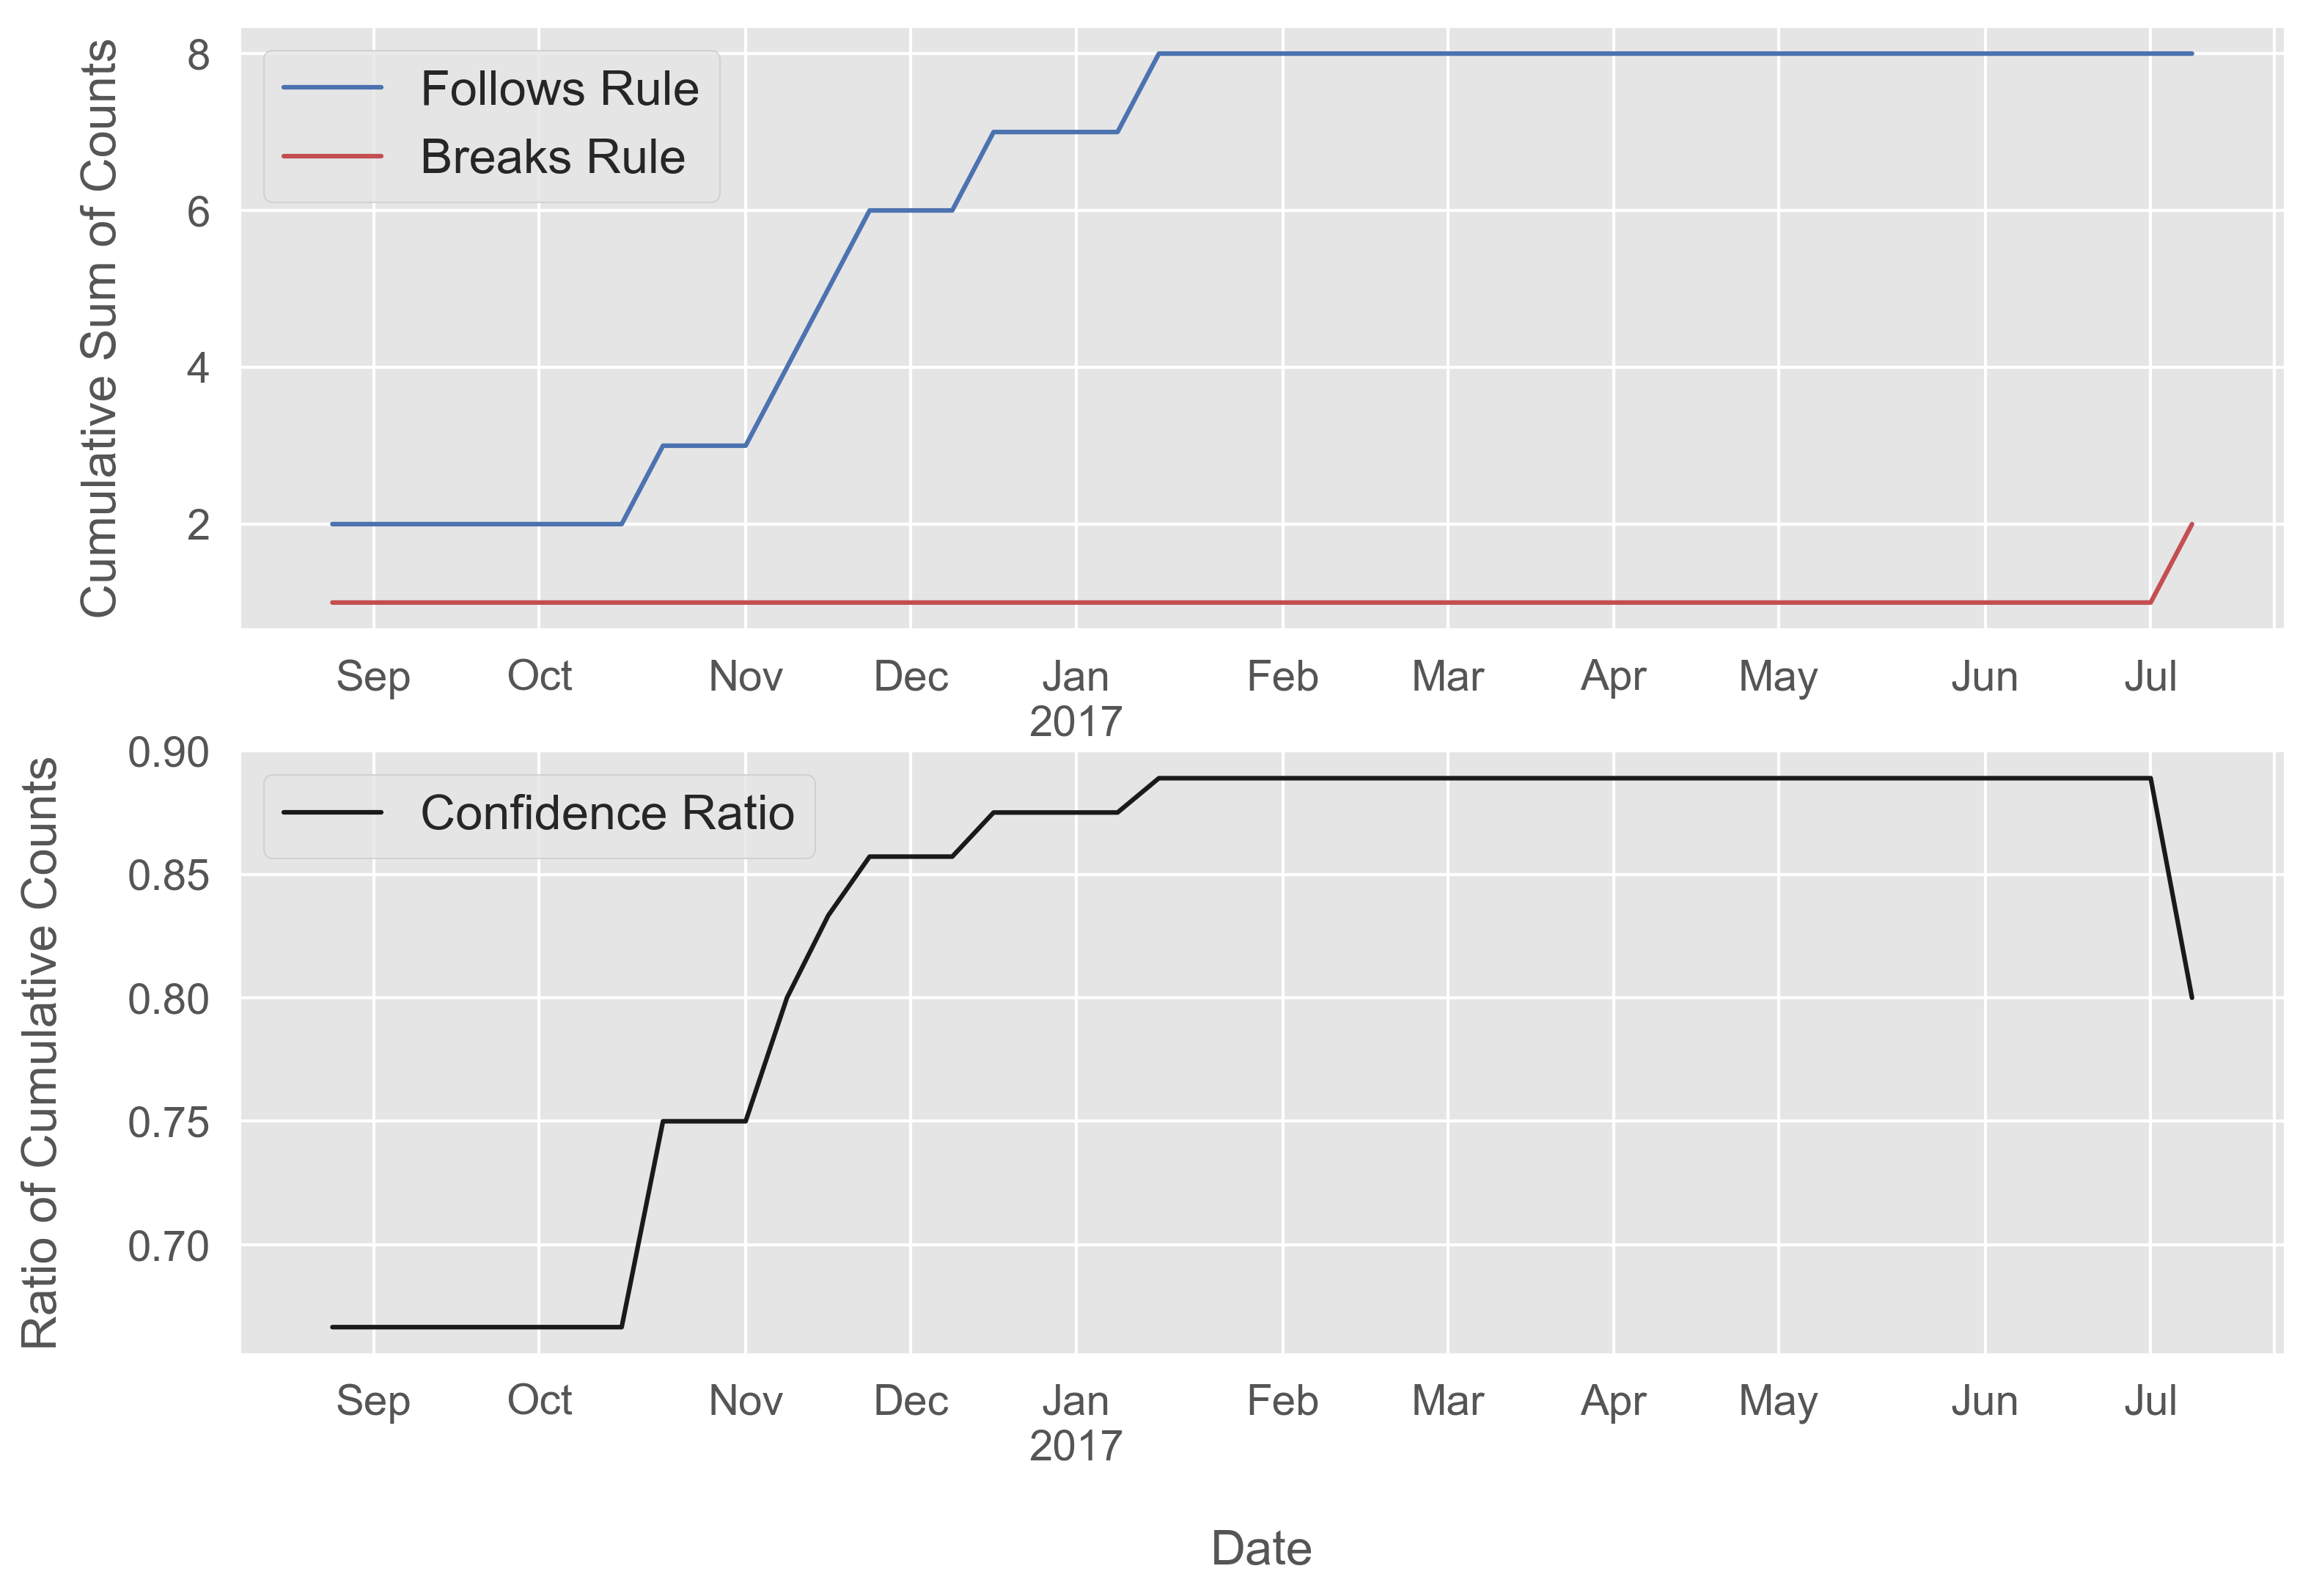 Cumulative Sum of Counts
8
6
4
2
Follows Rule
Breaks Rule
Sep Oct Nov Dec Jan Feb Mar Apr May Jun Jul
2017
Ratio of Cumulative Counts
0.90
0.85
0.80
0.75
0.70
Confidence Ratio
Sep Oct Nov Dec Jan Feb Mar Apr May Jun Jul
2017
Date